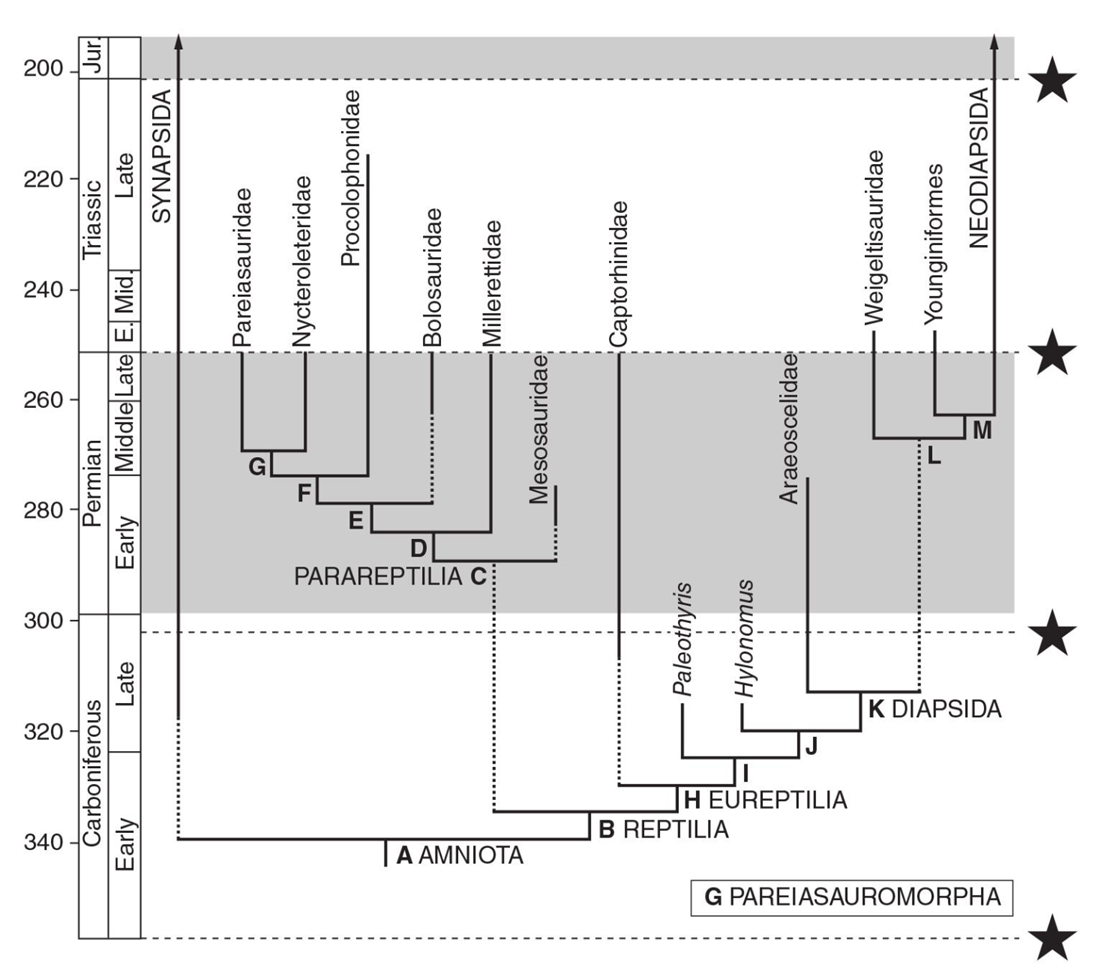 200
220
240
260
280
300
320
340
Jur.
Triassic
Permian
Carboniferous
Late
Mid.
E.
Late
Middle
Early
Late
Early
SYNAPSIDA
Pareiasauridae
Nycteroleteridae
Procolophonidae
Bolosauridae
Millerettidae
Mesosauridae
Captorhinidae
Paleothyris
Hylonomus
Araeoscelidae
Weigeltisauridae
Younginiformes
NEODIAPSIDA
M
L
G
F
E
D
PARAREPTILIA C
K DIAPSIDA
J
I
H EUREPTILIA
B REPTILIA
A AMNIOTA
G PAREIASAUROMORPHA